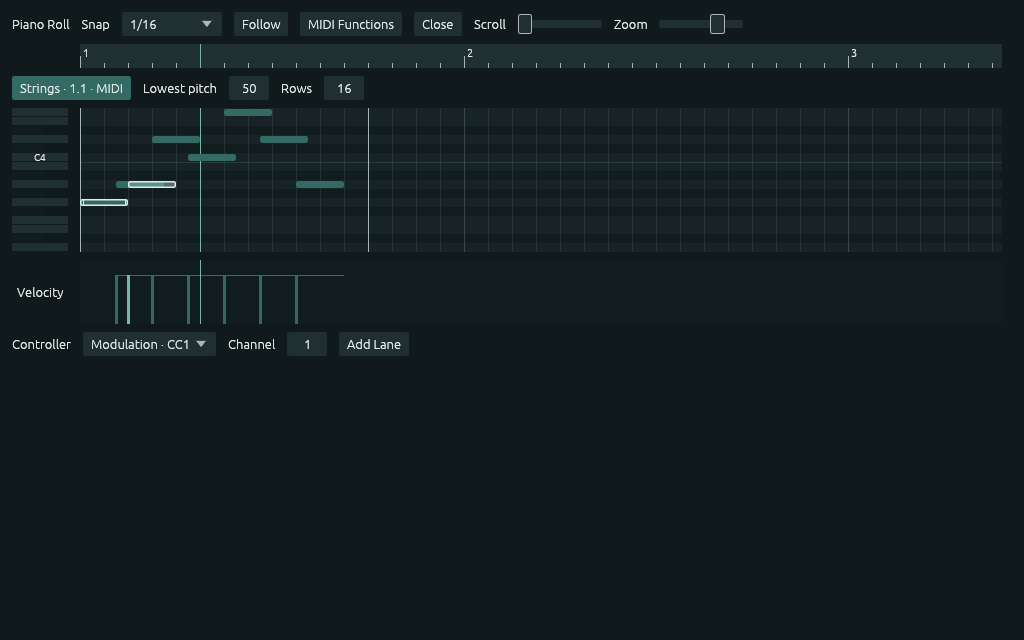 Piano Roll Snap 1/16 Follow MIDI Functions Close Scroll Zoom
1 2 3
Strings · 1.1 · MIDI Lowest pitch 50 Rows 16
C4
Velocity
Controller Modulation · CC1 Channel 1 Add Lane